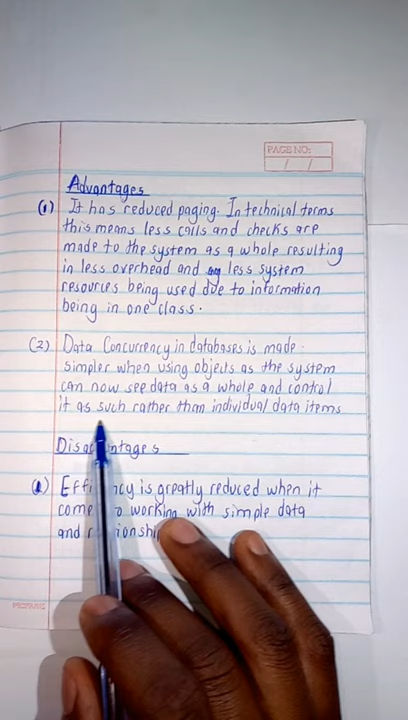 PAGE NO:
/ /
Advantages
(1) It has reduced paging. In technical terms
this means less calls and checks are
made to the system as a whole resulting
in less overhead and less system
resources being used due to information
being in one class.
(2) Data Concurrency in databases is made
simpler when using objects as the system
can now see data as a whole and control
it as such rather than individual data items
(1) is greatly reduced when it
working with simple data
and